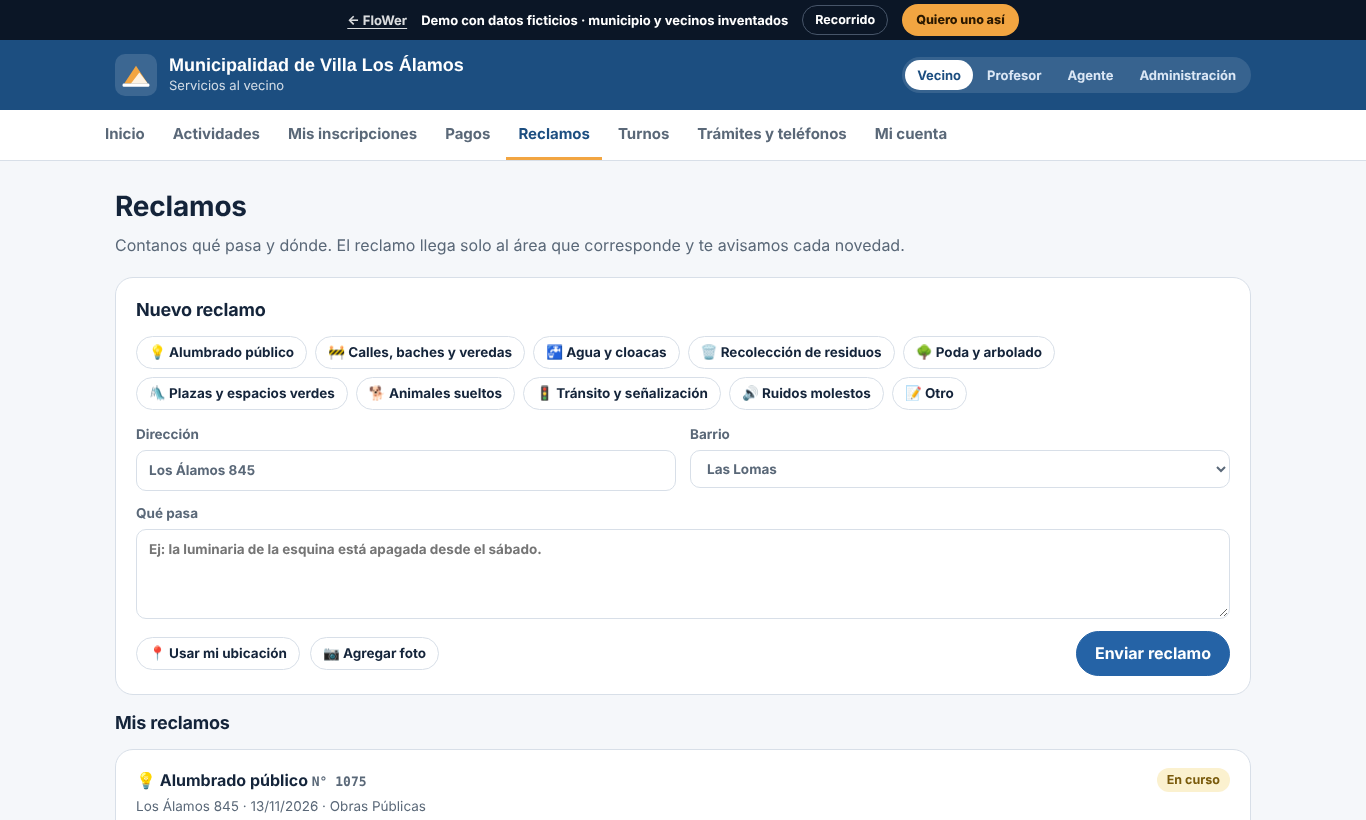 ← FloWer Demo con datos ficticios · municipio y vecinos inventados Recorrido Quiero uno así
Municipalidad de Villa Los Álamos
Servicios al vecino
Vecino Profesor Agente Administración
Inicio Actividades Mis inscripciones Pagos Reclamos Turnos Trámites y teléfonos Mi cuenta
Reclamos
Contanos qué pasa y dónde. El reclamo llega solo al área que corresponde y te avisamos cada novedad.
Nuevo reclamo
Alumbrado público Calles, baches y veredas Agua y cloacas Recolección de residuos Poda y arbolado
Plazas y espacios verdes Animales sueltos Tránsito y señalización Ruidos molestos Otro
Dirección Barrio
Los Álamos 845 Las Lomas
Qué pasa
Ej: la luminaria de la esquina está apagada desde el sábado.
Usar mi ubicación Agregar foto Enviar reclamo
Mis reclamos
Alumbrado público N° 1075 En curso
Los Álamos 845 · 13/11/2026 · Obras Públicas